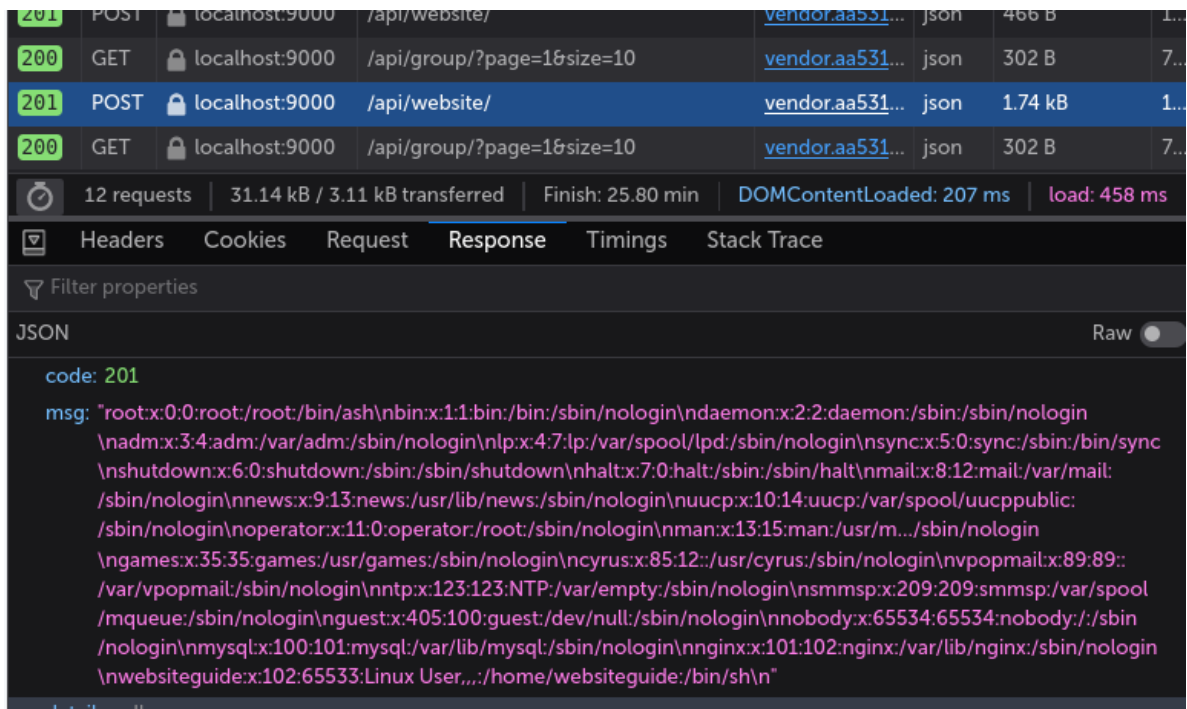 201 POST localhost:9000 /api/website/ vendor.aa531... json 466 B 1...
200 GET localhost:9000 /api/group/?page=1&size=10 vendor.aa531... json 302 B 7...
201 POST localhost:9000 /api/website/ vendor.aa531... json 1.74 kB 1...
200 GET localhost:9000 /api/group/?page=1&size=10 vendor.aa531... json 302 B 7...
12 requests 31.14 kB / 3.11 kB transferred Finish: 25.80 min DOMContentLoaded: 207 ms load: 458 ms
Headers Cookies Request Response Timings Stack Trace
Filter properties
JSON Raw
code: 201
msg: "root:x:0:0:root:/root:/bin/ash\nbin:x:1:1:bin:/bin:/sbin/nologin\ndaemon:x:2:2:daemon:/sbin:/sbin/nologin
\nadm:x:3:4:adm:/var/adm:/sbin/nologin\nlp:x:4:7:lp:/var/spool/lpd:/sbin/nologin\nsync:x:5:0:sync:/sbin:/bin/sync
\nshutdown:x:6:0:shutdown:/sbin:/sbin/shutdown\nhalt:x:7:0:halt:/sbin:/sbin/halt\nmail:x:8:12:mail:/var/mail:
/sbin/nologin\nnews:x:9:13:news:/usr/lib/news:/sbin/nologin\nuucp:x:10:14:uucp:/var/spool/uucppublic:
/sbin/nologin\noperator:x:11:0:operator:/root:/sbin/nologin\nman:x:13:15:man:/usr/m.../sbin/nologin
\ngames:x:35:35:games:/usr/games:/sbin/nologin\ncyrus:x:85:12::/usr/cyrus:/sbin/nologin\nvpopmail:x:89:89::
/var/vpopmail:/sbin/nologin\nntp:x:123:123:NTP:/var/empty:/sbin/nologin\nsmmsp:x:209:209:smmsp:/var/spool
/mqueue:/sbin/nologin\nguest:x:405:100:guest:/dev/null:/sbin/nologin\nnobody:x:65534:65534:nobody:/:/sbin
/nologin\nmysql:x:100:101:mysql:/var/lib/mysql:/sbin/nologin\nnginx:x:101:102:nginx:/var/lib/nginx:/sbin/nologin
\nwebsiteguide:x:102:65533:Linux User,,,:/home/websiteguide:/bin/sh\n"